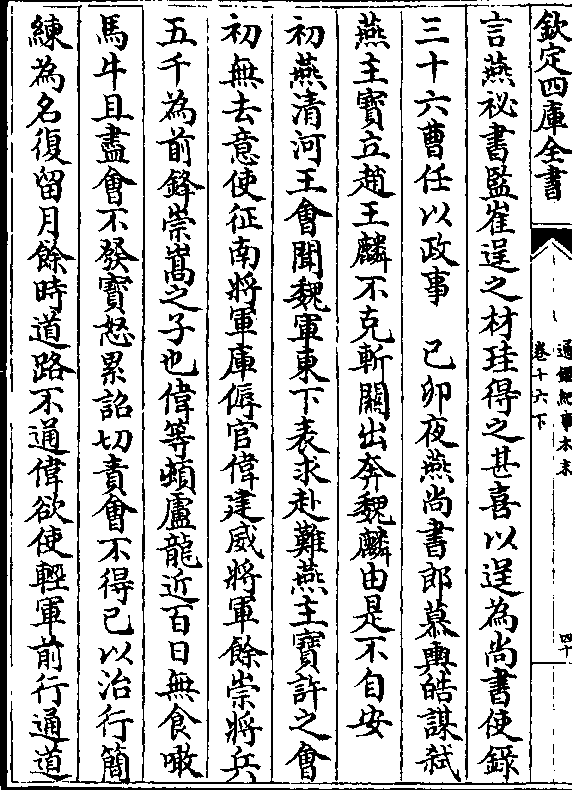 欽定四庫全書
通鑑紀事本末
卷十六下
四十
言燕祕書監崔逞之材珪得之甚喜以逞為尚書使錄
三十六曹任以政事　己卯夜燕尚書郎慕輿皓謀弑
燕主寶立趙王麟不克斬關出奔魏麟由是不自安
初燕清河王會聞魏軍東下表求赴難燕主寶許之會
初無去意使征南將軍庫傉官偉建威將軍餘崇將兵
五千為前鋒崇嵩之子也偉等頓盧龍近百日無食噉
馬牛且盡會不發寶怒累詔切責會不得已以治行簡
練為名復留月餘時道路不通偉欲使輕軍前行通道